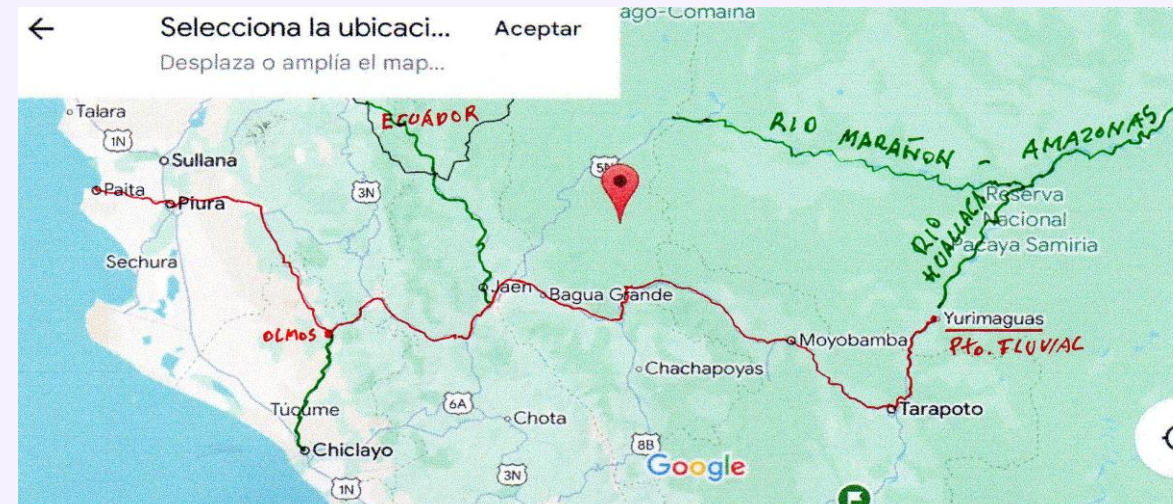 Selecciona la ubicaci...
Aceptar
Desplaza o amplía el map...
ago-Comaina
Talara
1N
Sullana
Paita
Piura
Sechura
ECUÁDOR
3N
5N
RIO MARAÑON - AMAZONAS
Reserva
Nacional
Pacaya Samiria
RIO
HUALLAGA
Jaén
Bagua Grande
OLMOS
Yurimaguas
Pto. FLUVIAL
Moyobamba
Chachapoyas
Tarapoto
Túcume
6A
Chota
Chiclayo
8B
Google
3N
1N